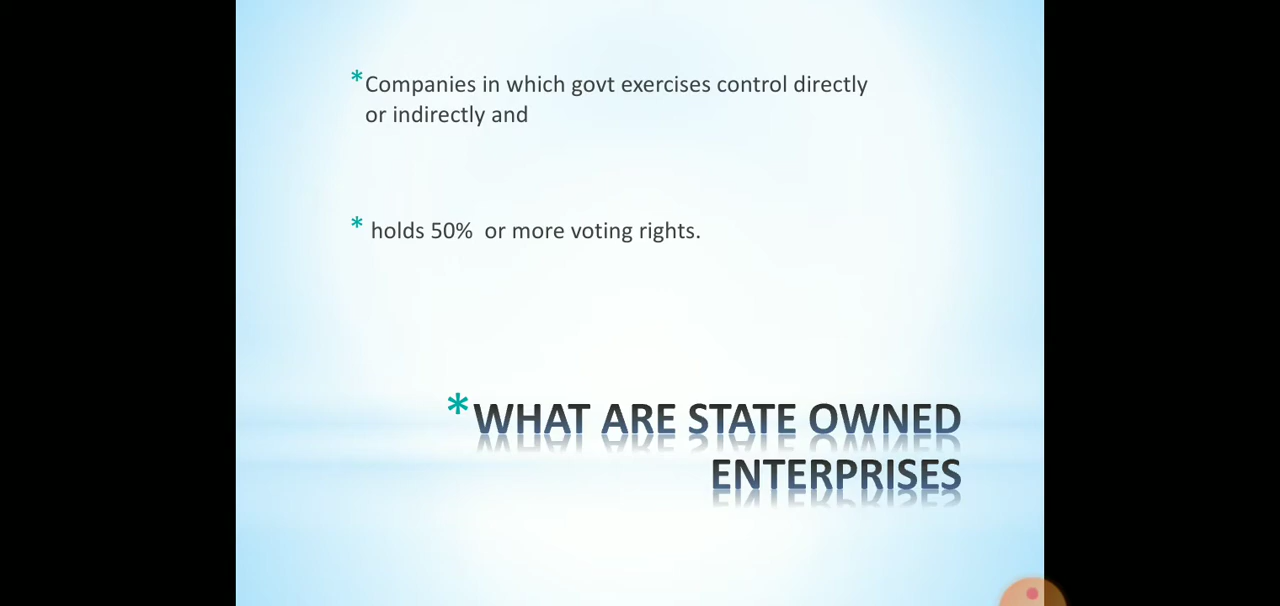 *Companies in which govt exercises control directly
or indirectly and
* holds 50%  or more voting rights.
*WHAT ARE STATE OWNED
ENTERPRISES